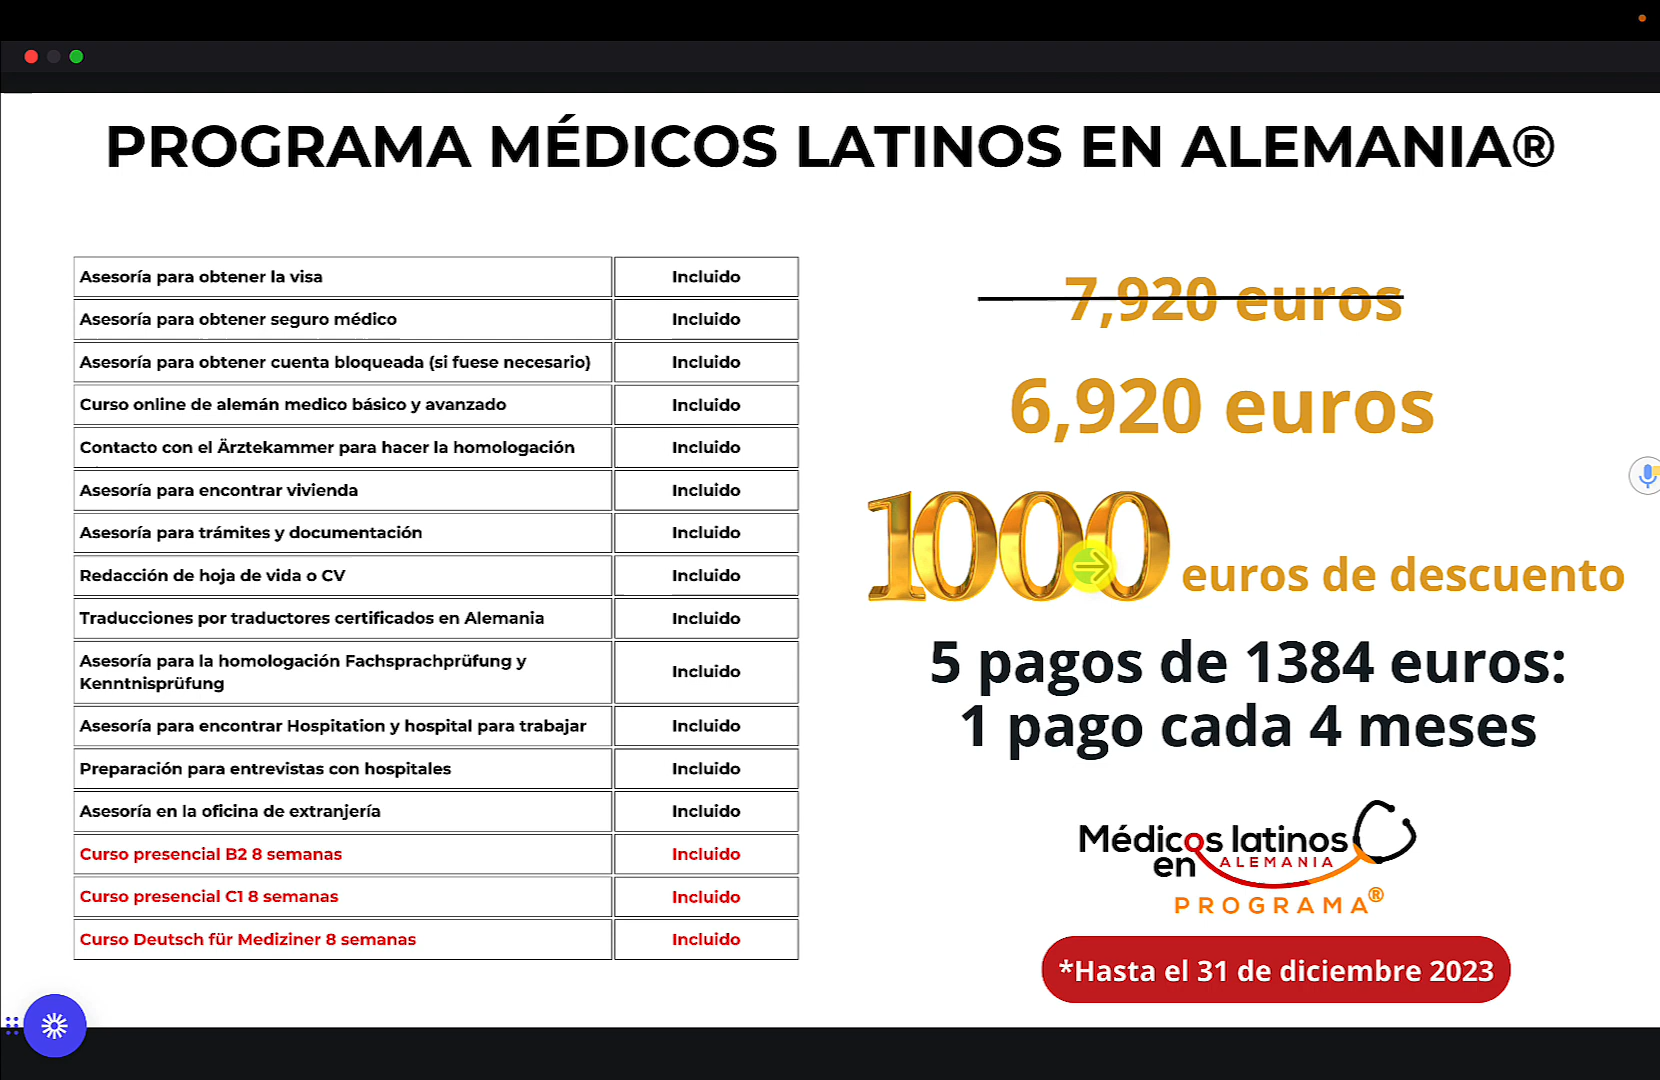 PROGRAMA MÉDICOS LATINOS EN ALEMANIA®
Asesoría para obtener la visa Incluido
Asesoría para obtener seguro médico Incluido
Asesoría para obtener cuenta bloqueada (si fuese necesario) Incluido
Curso online de alemán medico básico y avanzado Incluido
Contacto con el Ärztekammer para hacer la homologación Incluido
Asesoría para encontrar vivienda Incluido
Asesoría para trámites y documentación Incluido
Redacción de hoja de vida o CV Incluido
Traducciones por traductores certificados en Alemania Incluido
Asesoría para la homologación Fachsprachprüfung y
Kenntnisprüfung Incluido
Asesoría para encontrar Hospitation y hospital para trabajar Incluido
Preparación para entrevistas con hospitales Incluido
Asesoría en la oficina de extranjería Incluido
Curso presencial B2 8 semanas Incluido
Curso presencial C1 8 semanas Incluido
Curso Deutsch für Mediziner 8 semanas Incluido
7,920 euros
6,920 euros
1000 euros de descuento
5 pagos de 1384 euros:
1 pago cada 4 meses
Médicos latinos
en ALEMANIA
PROGRAMA®
*Hasta el 31 de diciembre 2023